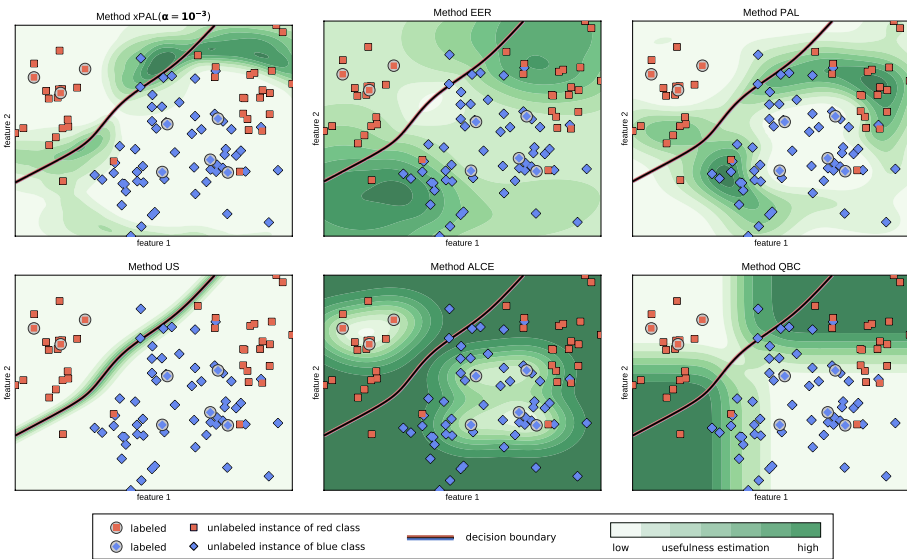 Method xPAL(α = 10⁻³)
Method EER
Method PAL
feature 2
feature 2
feature 2
feature 1
feature 1
feature 1
Method US
Method ALCE
Method QBC
feature 2
feature 2
feature 2
feature 1
feature 1
feature 1
labeled
unlabeled instance of red class
decision boundary
labeled
unlabeled instance of blue class
low usefulness estimation high